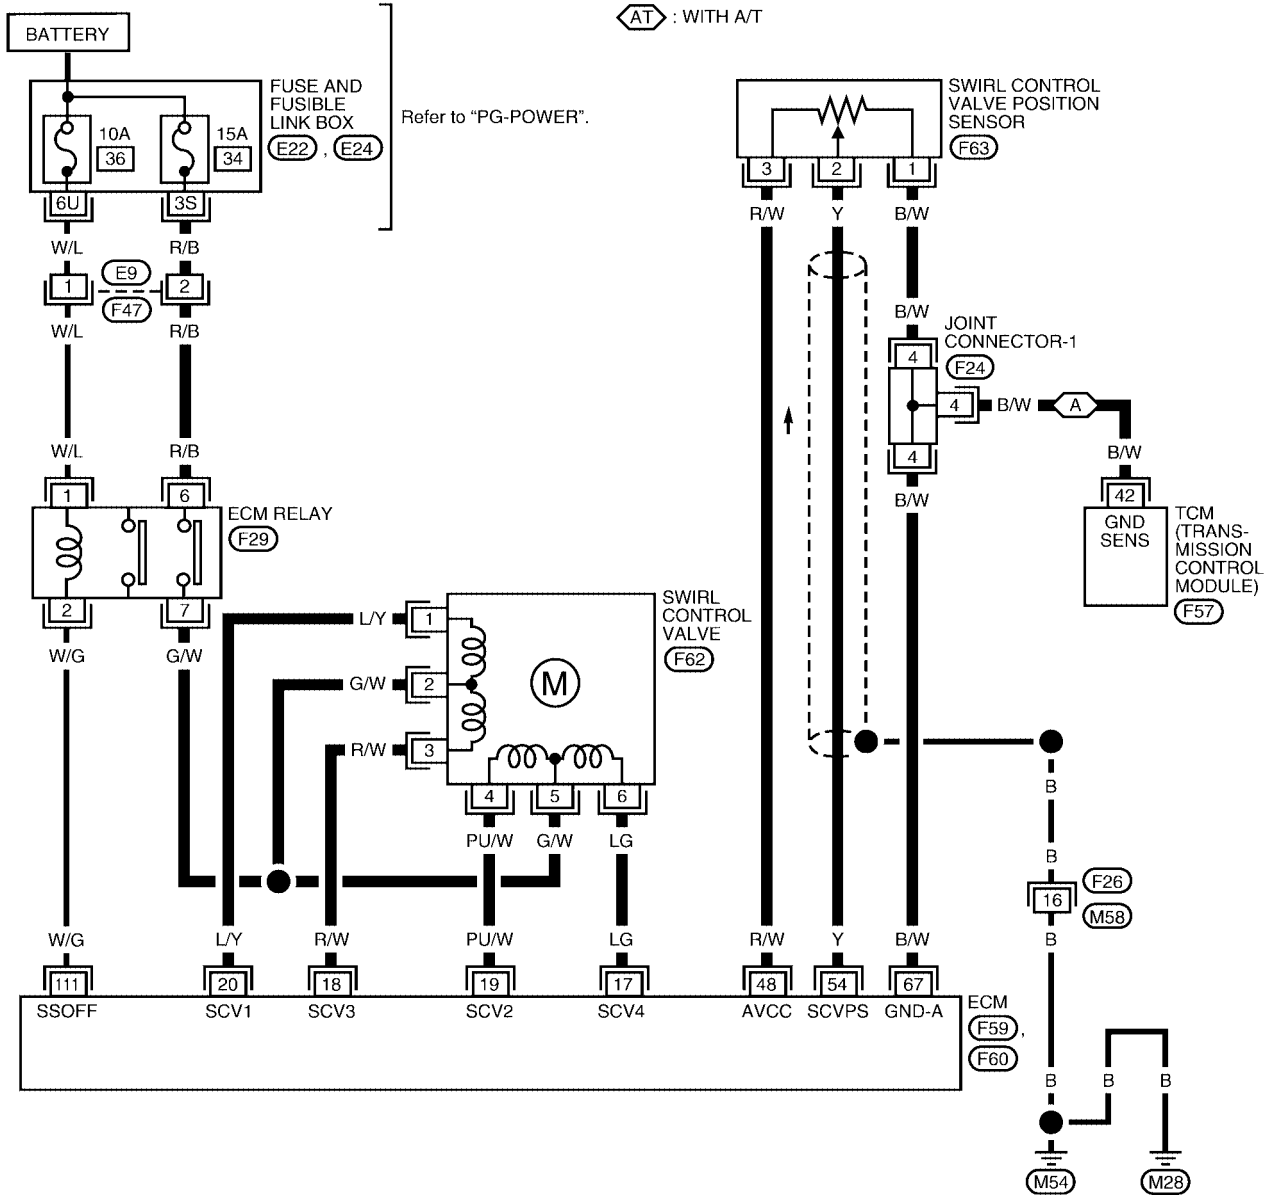 BATTERY
AT : WITH A/T
FUSE AND
FUSIBLE
LINK BOX
E22 , E24
Refer to “PG-POWER”.
10A
36
15A
34
6U
3S
W/L
R/B
1
E9
F47
2
W/L
R/B
W/L
R/B
1
6
ECM RELAY
F29
2
7
W/G
G/W
SWIRL CONTROL
VALVE POSITION
SENSOR
F63
3
2
1
R/W
Y
B/W
B/W
JOINT
CONNECTOR-1
F24
4
4
B/W
A
4
B/W
B/W
42
GND
SENS
TCM
(TRANS-
MISSION
CONTROL
MODULE)
F57
L/Y
1
G/W
2
R/W
3
M
SWIRL
CONTROL
VALVE
F62
4
5
6
PU/W
G/W
LG
B
B
16
F26
M58
B
W/G
L/Y
R/W
PU/W
LG
R/W
Y
B/W
111
20
18
19
17
48
54
67
SSOFF
SCV1
SCV3
SCV2
SCV4
AVCC
SCVPS
GND-A
ECM
F59 ,
F60
B
B
B
M54
M28